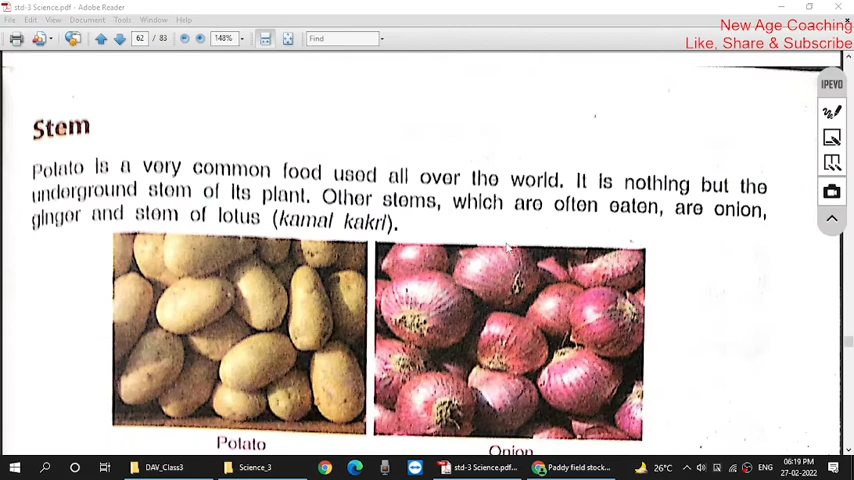 std-3 Science.pdf - Adobe Reader
File Edit View Document Tools Window Help
62 / 83 148% Find
New Age Coaching
Like, Share & Subscribe
IPEVO
Stem
Potato is a very common food used all over the world. It is nothing but the
underground stem of its plant. Other stems, which are often eaten, are onion,
ginger and stem of lotus (kamal kakri).
Potato
Onion
DAV_Class3
Science_3
std-3 Science.pdf...
Paddy field stock...
26°C
ENG
06:19 PM
27-02-2022